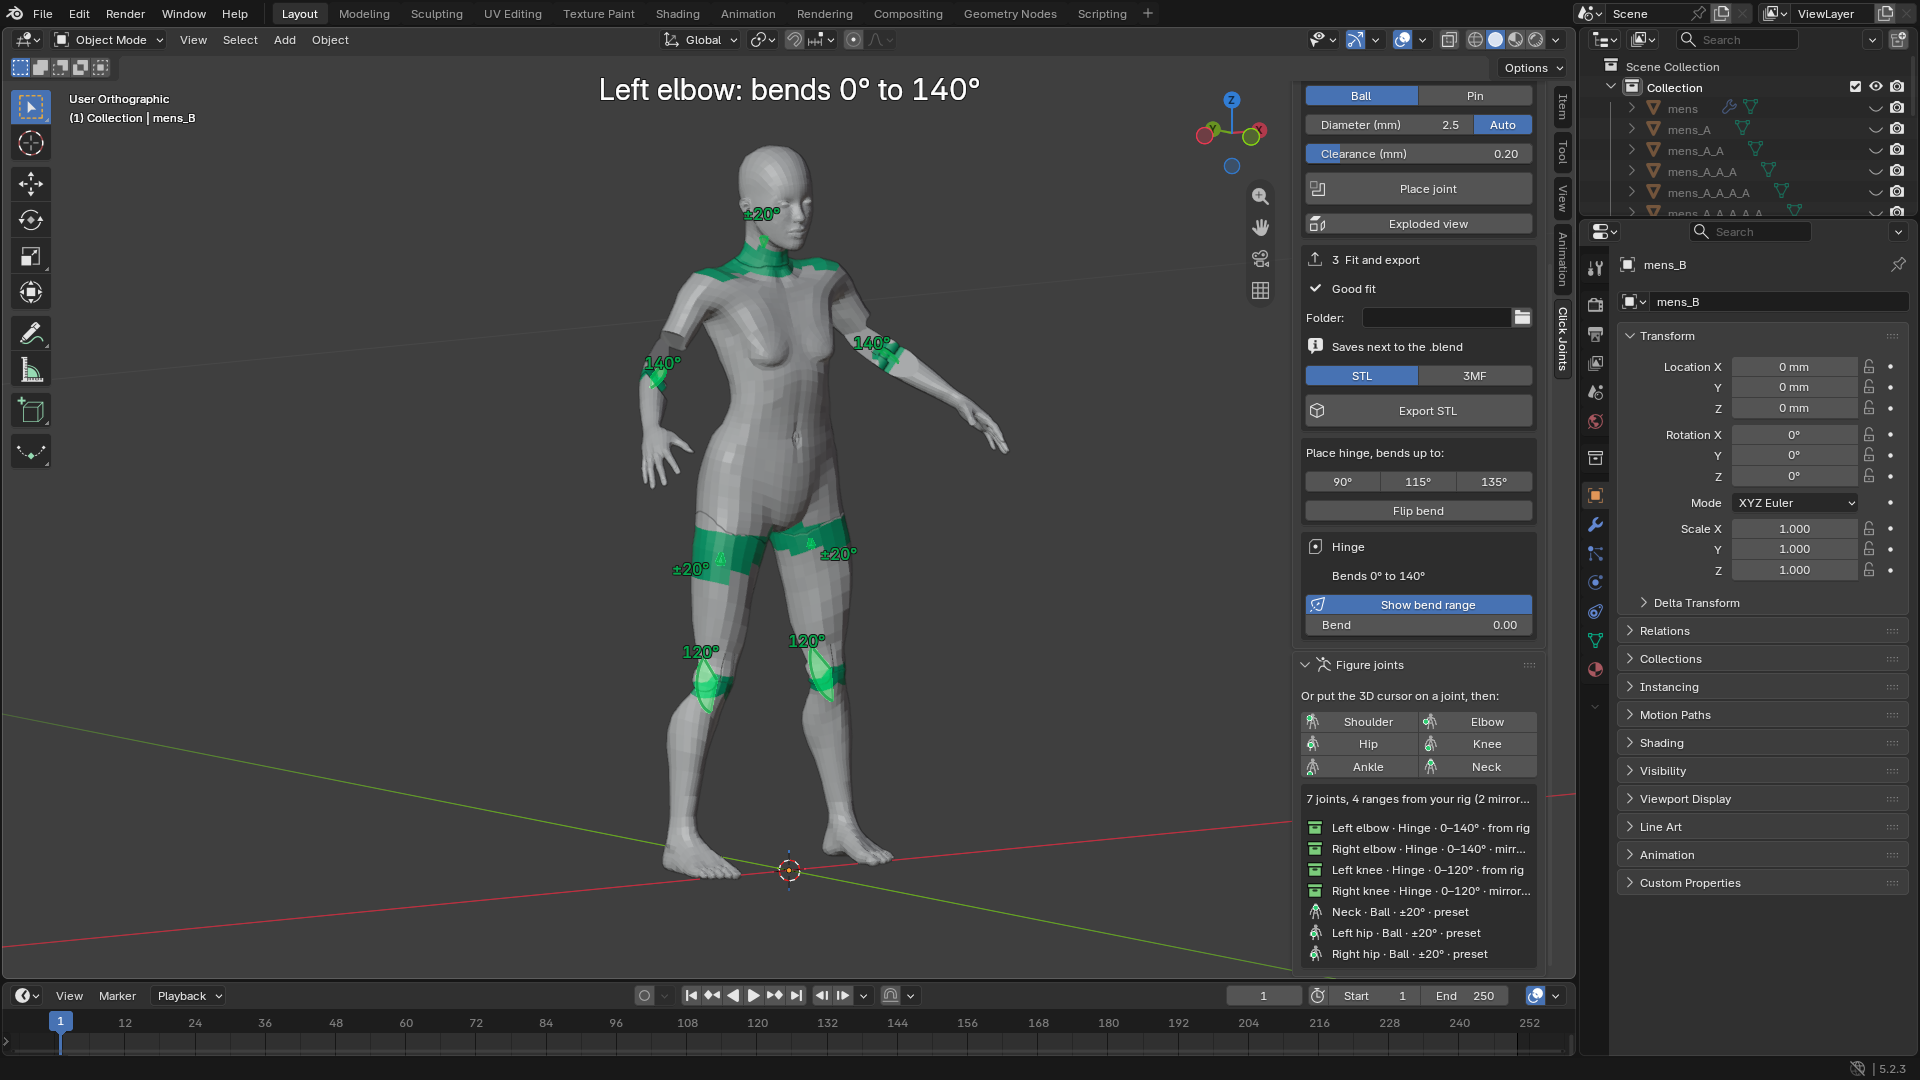 File Edit Render Window Help Layout Modeling Sculpting UV Editing Texture Paint Shading Animation Rendering Compositing Geometry Nodes Scripting + Scene ViewLayer
Object Mode View Select Add Object Global Search
Options
User Orthographic
(1) Collection | mens_B
Left elbow: bends 0° to 140°
Z
Y
X
±20°
140°
140°
±20°
±20°
120°
120°
Ball Pin
Diameter (mm) 2.5 Auto
Clearance (mm) 0.20
Place joint
Exploded view
3 Fit and export
Good fit
Folder:
Saves next to the .blend
STL 3MF
Export STL
Place hinge, bends up to:
90° 115° 135°
Flip bend
Hinge
Bends 0° to 140°
Show bend range
Bend 0.00
Figure joints
Or put the 3D cursor on a joint, then:
Shoulder Elbow
Hip Knee
Ankle Neck
7 joints, 4 ranges from your rig (2 mirror...
Left elbow · Hinge · 0–140° · from rig
Right elbow · Hinge · 0–140° · mirr...
Left knee · Hinge · 0–120° · from rig
Right knee · Hinge · 0–120° · mirror...
Neck · Ball · ±20° · preset
Left hip · Ball · ±20° · preset
Right hip · Ball · ±20° · preset
Item
Tool
View
Animation
Click Joints
Scene Collection
Collection
mens
mens_A
mens_A_A
mens_A_A_A
mens_A_A_A_A
mens_A_A_A_A_A
Search
mens_B
mens_B
Transform
Location X 0 mm
Y 0 mm
Z 0 mm
Rotation X 0°
Y 0°
Z 0°
Mode XYZ Euler
Scale X 1.000
Y 1.000
Z 1.000
Delta Transform
Relations
Collections
Instancing
Motion Paths
Shading
Visibility
Viewport Display
Line Art
Animation
Custom Properties
View Marker Playback 1 Start 1 End 250
1 12 24 36 48 60 72 84 96 108 120 132 144 156 168 180 192 204 216 228 240 252
5.2.3